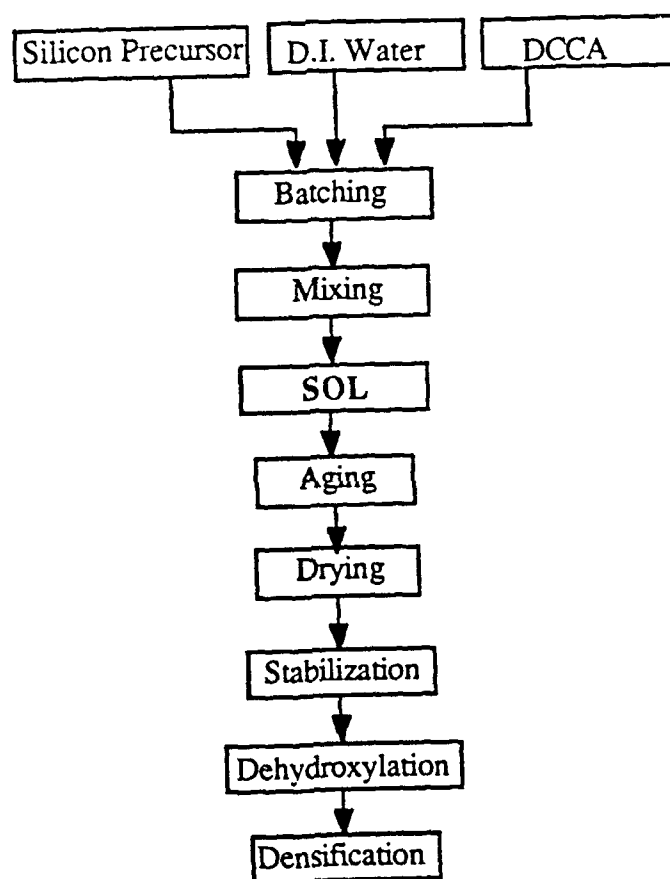 Silicon Precursor
D.I. Water
DCCA
Batching
Mixing
SOL
Aging
Drying
Stabilization
Dehydroxylation
Densification